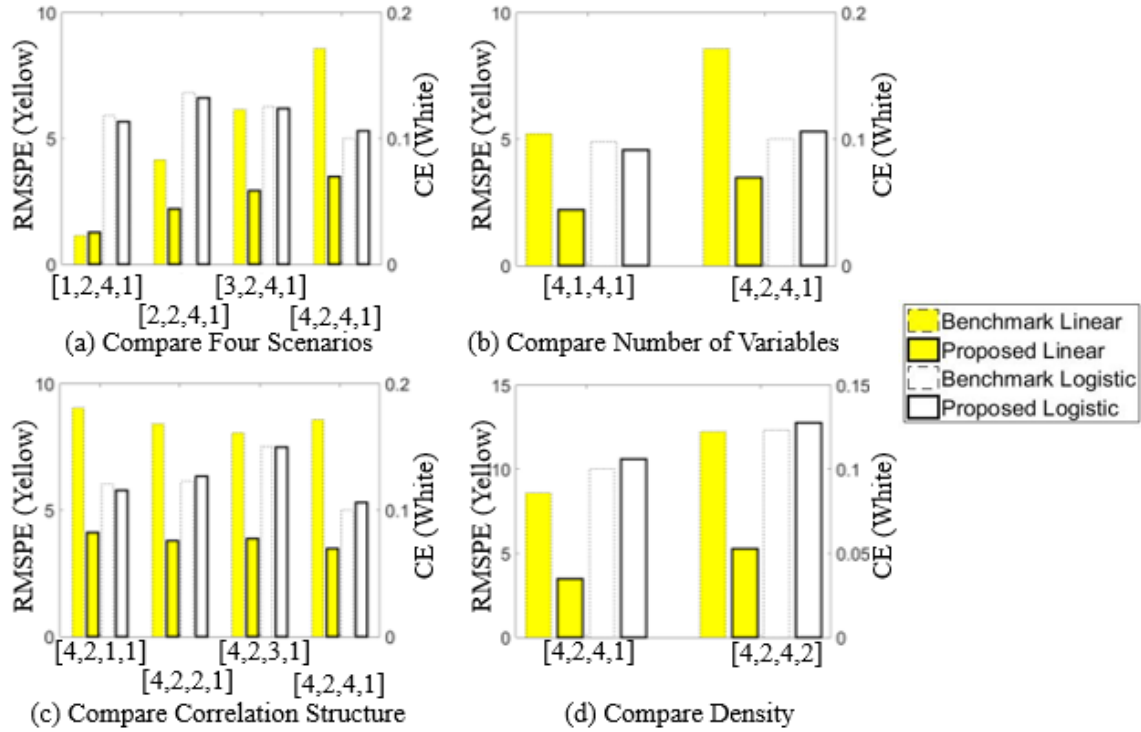 10
5
0
RMSPE (Yellow)
0.2
0.1
0
CE (White)
[1,2,4,1]
[3,2,4,1]
[2,2,4,1]
[4,2,4,1]
(a) Compare Four Scenarios
10
5
0
RMSPE (Yellow)
0.2
0.1
0
CE (White)
[4,1,4,1]
[4,2,4,1]
(b) Compare Number of Variables
Benchmark Linear
Proposed Linear
Benchmark Logistic
Proposed Logistic
10
5
0
RMSPE (Yellow)
0.2
0.1
0
CE (White)
[4,2,1,1]
[4,2,3,1]
[4,2,2,1]
[4,2,4,1]
(c) Compare Correlation Structure
15
10
5
0
RMSPE (Yellow)
0.15
0.1
0.05
0
CE (White)
[4,2,4,1]
[4,2,4,2]
(d) Compare Density